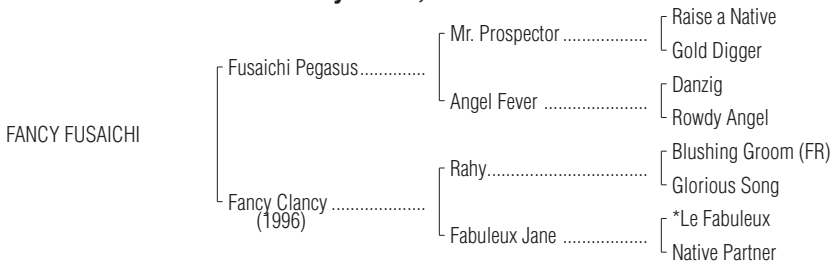 Raise a Native
Mr. Prospector ..................
Gold Digger
Fusaichi Pegasus..............
Danzig
Angel Fever ......................
Rowdy Angel
FANCY FUSAICHI
Blushing Groom (FR)
Rahy..................................
Glorious Song
Fancy Clancy ....................
(1996)
*Le Fabuleux
Fabuleux Jane ..................
Native Partner